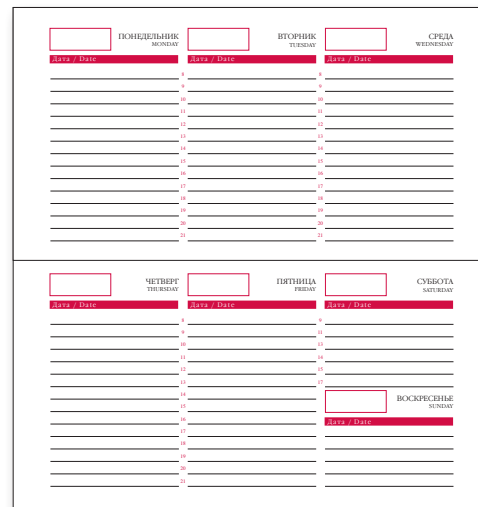 ПОНЕДЕЛЬНИК
MONDAY
Дата / Date
ВТОРНИК
TUESDAY
Дата / Date
СРЕДА
WEDNESDAY
Дата / Date
8 8
9 9
10 10
11 11
12 12
13 13
14 14
15 15
16 16
17 17
18 18
19 19
20 20
21 21
ЧЕТВЕРГ
THURSDAY
Дата / Date
ПЯТНИЦА
FRIDAY
Дата / Date
СУББОТА
SATURDAY
Дата / Date
8 9
9 11
10 13
11 14
12 15
13 17
14
15
16
17
18
19
20
21
ВОСКРЕСЕНЬЕ
SUNDAY
Дата / Date